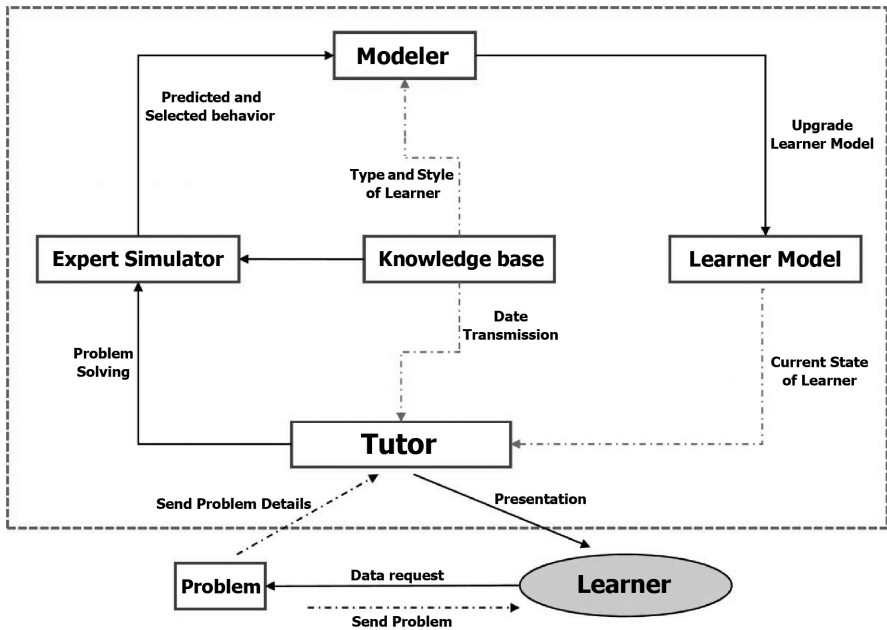 Modeler
Predicted and
Selected behavior
Upgrade
Learner Model
Type and Style
of Learner
Expert Simulator
Knowledge base
Learner Model
Date
Transmission
Problem
Solving
Current State
of Learner
Tutor
Send Problem Details
Presentation
Problem
Data request
Learner
Send Problem